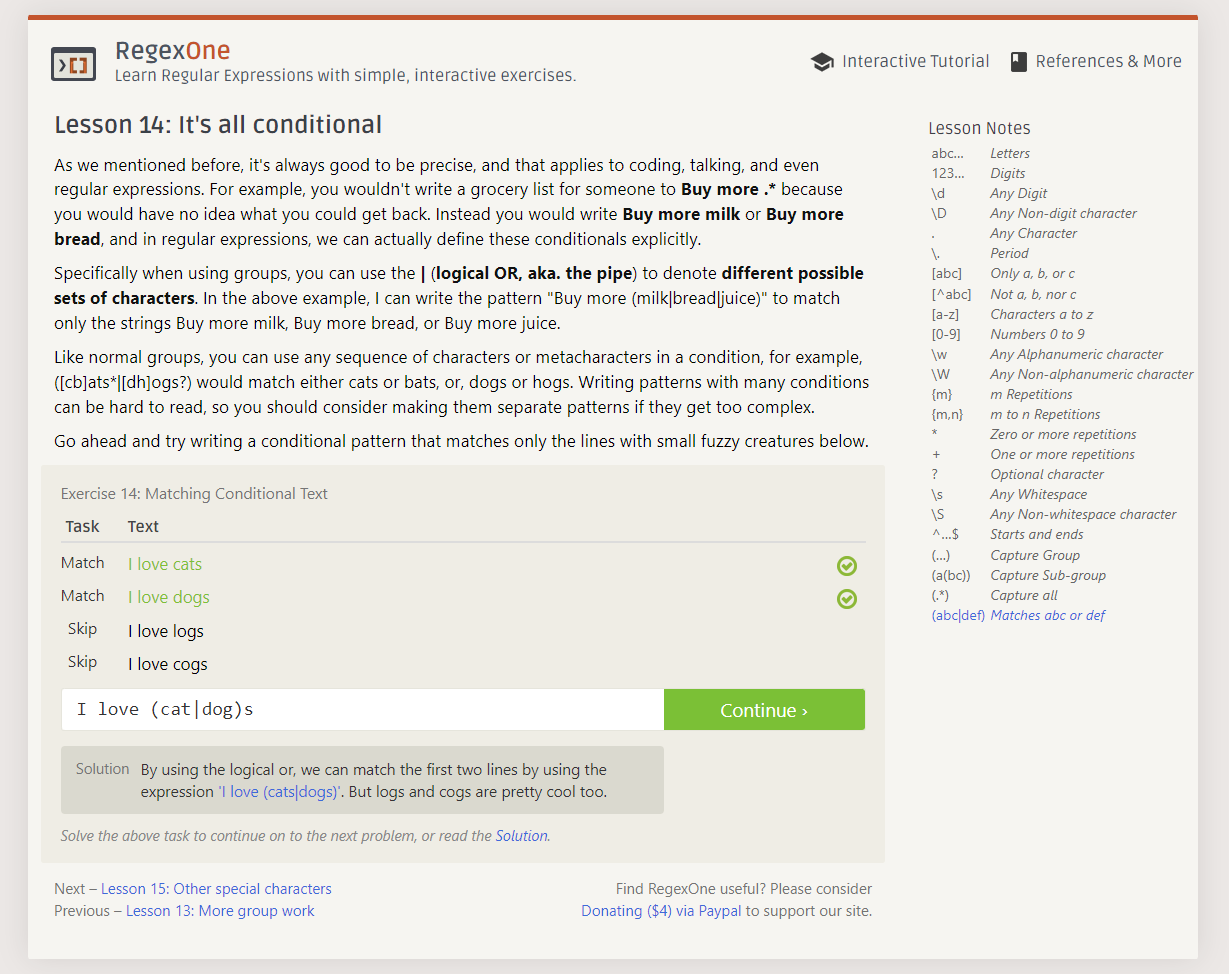 RegexOne
Learn Regular Expressions with simple, interactive exercises.
Interactive Tutorial
References & More
Lesson 14: It's all conditional
As we mentioned before, it's always good to be precise, and that applies to coding, talking, and even
regular expressions. For example, you wouldn't write a grocery list for someone to Buy more .* because
you would have no idea what you could get back. Instead you would write Buy more milk or Buy more
bread, and in regular expressions, we can actually define these conditionals explicitly.
Specifically when using groups, you can use the | (logical OR, aka. the pipe) to denote different possible
sets of characters. In the above example, I can write the pattern "Buy more (milk|bread|juice)" to match
only the strings Buy more milk, Buy more bread, or Buy more juice.
Like normal groups, you can use any sequence of characters or metacharacters in a condition, for example,
([cb]ats*|[dh]ogs?) would match either cats or bats, or, dogs or hogs. Writing patterns with many conditions
can be hard to read, so you should consider making them separate patterns if they get too complex.
Go ahead and try writing a conditional pattern that matches only the lines with small fuzzy creatures below.
Exercise 14: Matching Conditional Text
Task Text
Match I love cats
Match I love dogs
Skip I love logs
Skip I love cogs
I love (cat|dog)s
Continue ›
Solution By using the logical or, we can match the first two lines by using the
expression 'I love (cats|dogs)'. But logs and cogs are pretty cool too.
Solve the above task to continue on to the next problem, or read the Solution.
Next – Lesson 15: Other special characters
Previous – Lesson 13: More group work
Find RegexOne useful? Please consider
Donating ($4) via Paypal to support our site.
Lesson Notes
abc... Letters
123... Digits
\d Any Digit
\D Any Non-digit character
. Any Character
\. Period
[abc] Only a, b, or c
[^abc] Not a, b, nor c
[a-z] Characters a to z
[0-9] Numbers 0 to 9
\w Any Alphanumeric character
\W Any Non-alphanumeric character
{m} m Repetitions
{m,n} m to n Repetitions
* Zero or more repetitions
+ One or more repetitions
? Optional character
\s Any Whitespace
\S Any Non-whitespace character
^...$ Starts and ends
(...) Capture Group
(a(bc)) Capture Sub-group
(.*) Capture all
(abc|def) Matches abc or def